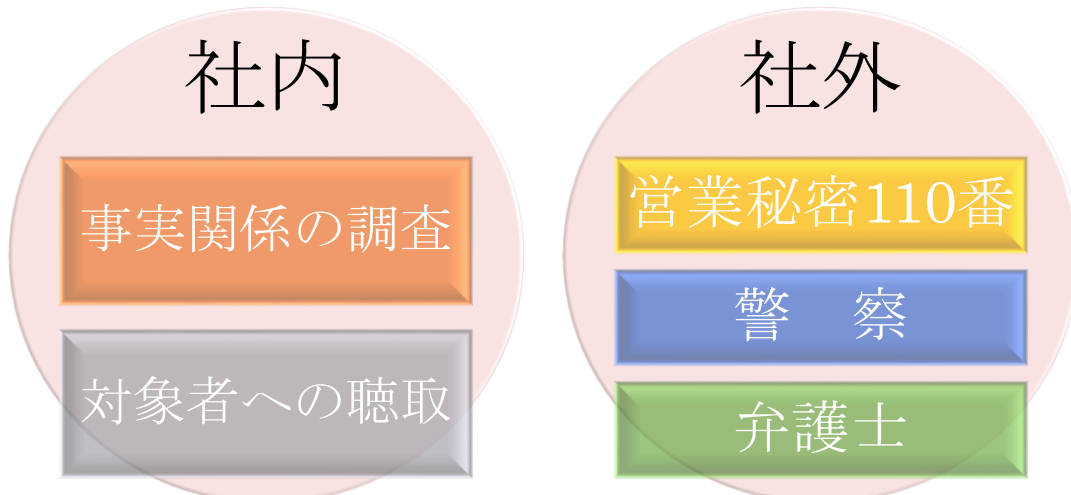 社内
事実関係の調査
対象者への聴取
社外
営業秘密110番
警 察
弁護士